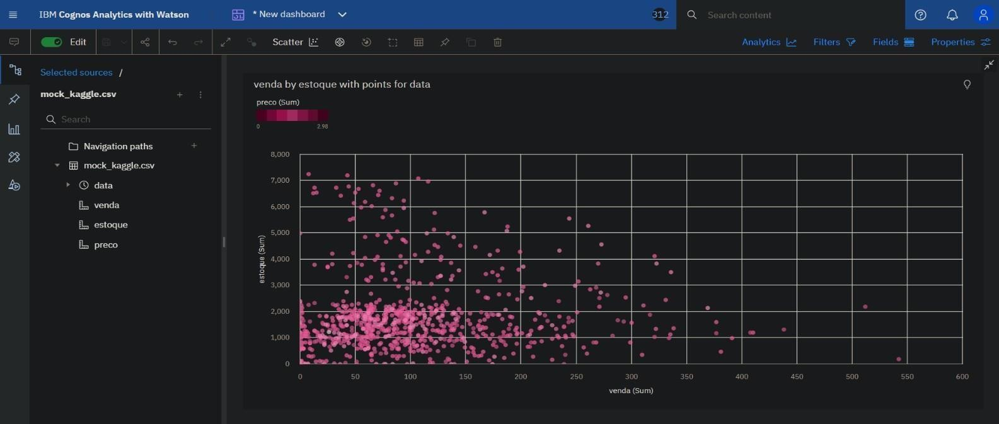 IBM Cognos Analytics with Watson
* New dashboard
312
Search content
Edit
Scatter
Analytics
Filters
Fields
Properties
Selected sources /
mock_kaggle.csv
Search
Navigation paths
mock_kaggle.csv
data
venda
estoque
preco
venda by estoque with points for data
preco (Sum)
0 2.98
estoque (Sum)
8,000
7,000
6,000
5,000
4,000
3,000
2,000
1,000
0
0 50 100 150 200 250 300 350 400 450 500 550 600
venda (Sum)